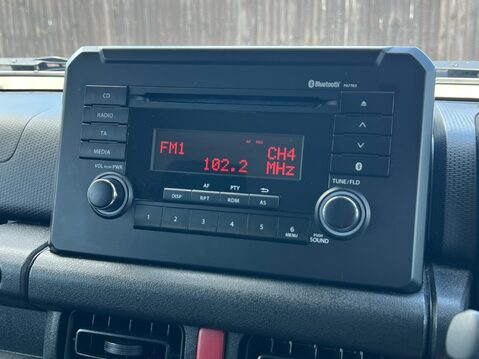 Bluetooth PA77R3
CD
RADIO
TA
MEDIA
VOL PUSH PWR
AF REG
FM1 CH4
102.2 MHz
AF PTY
DISP RPT RDM AS
1 2 3 4 5 6
MENU
TUNE/FLD
PUSH
SOUND